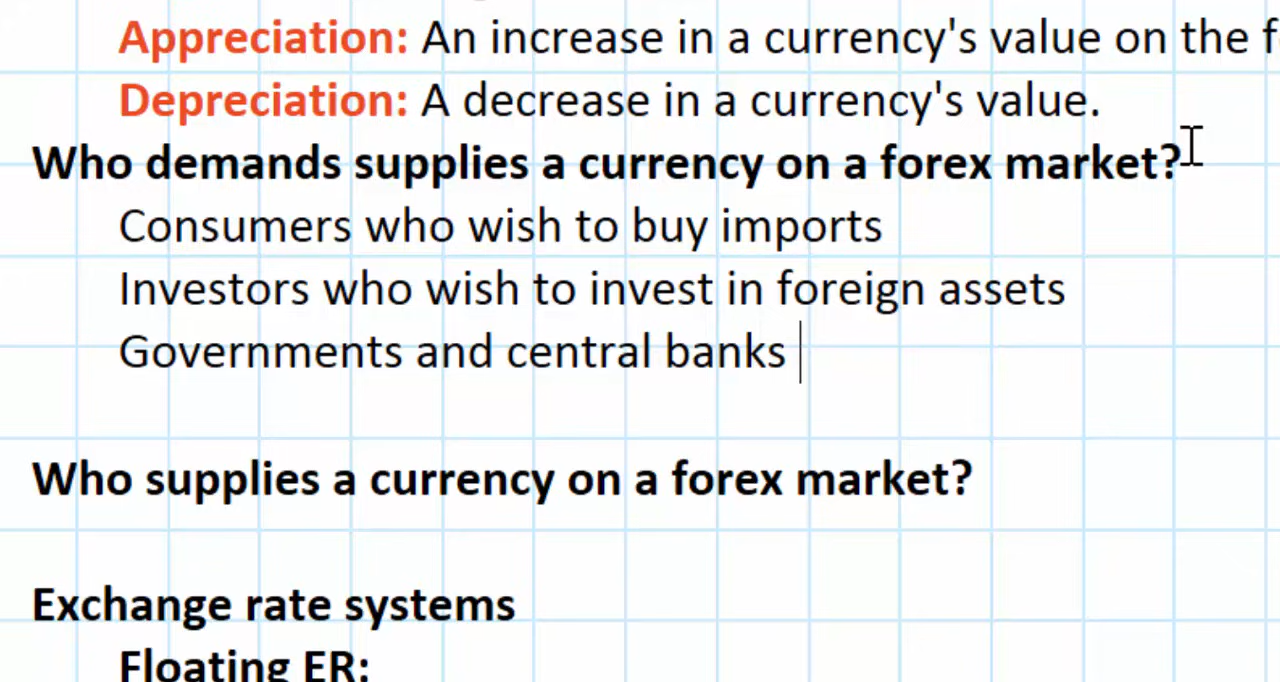 Appreciation: An increase in a currency's value on the
Depreciation: A decrease in a currency's value.
Who demands supplies a currency on a forex market?
Consumers who wish to buy imports
Investors who wish to invest in foreign assets
Governments and central banks
Who supplies a currency on a forex market?
Exchange rate systems
Floating ER: